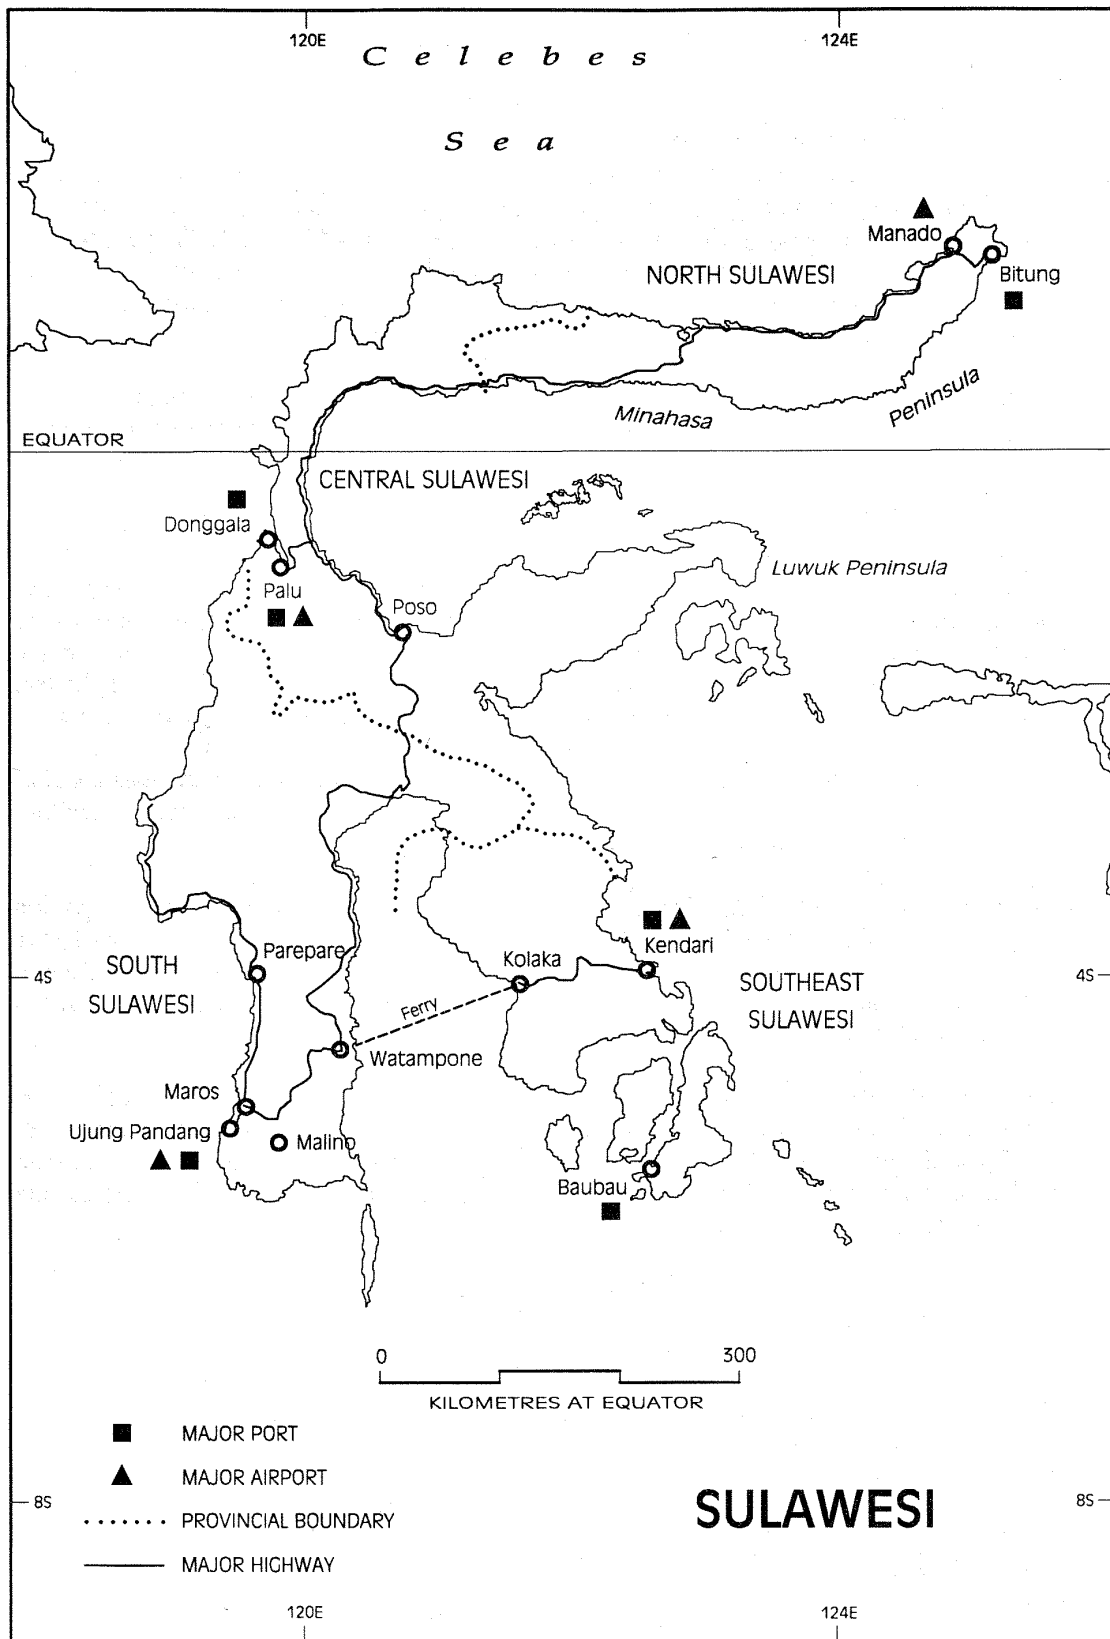 120E
124E
Celebes
Sea
Manado
Bitung
NORTH SULAWESI
Minahasa
Peninsula
EQUATOR
CENTRAL SULAWESI
Donggala
Luwuk Peninsula
Palu
Poso
Parepare
Kolaka
Kendari
SOUTH
SULAWESI
4S
4S
SOUTHEAST
SULAWESI
Ferry
Watampone
Maros
Ujung Pandang
Malino
Baubau
0
300
KILOMETRES AT EQUATOR
MAJOR PORT
MAJOR AIRPORT
8S
8S
SULAWESI
PROVINCIAL BOUNDARY
MAJOR HIGHWAY
120E
124E